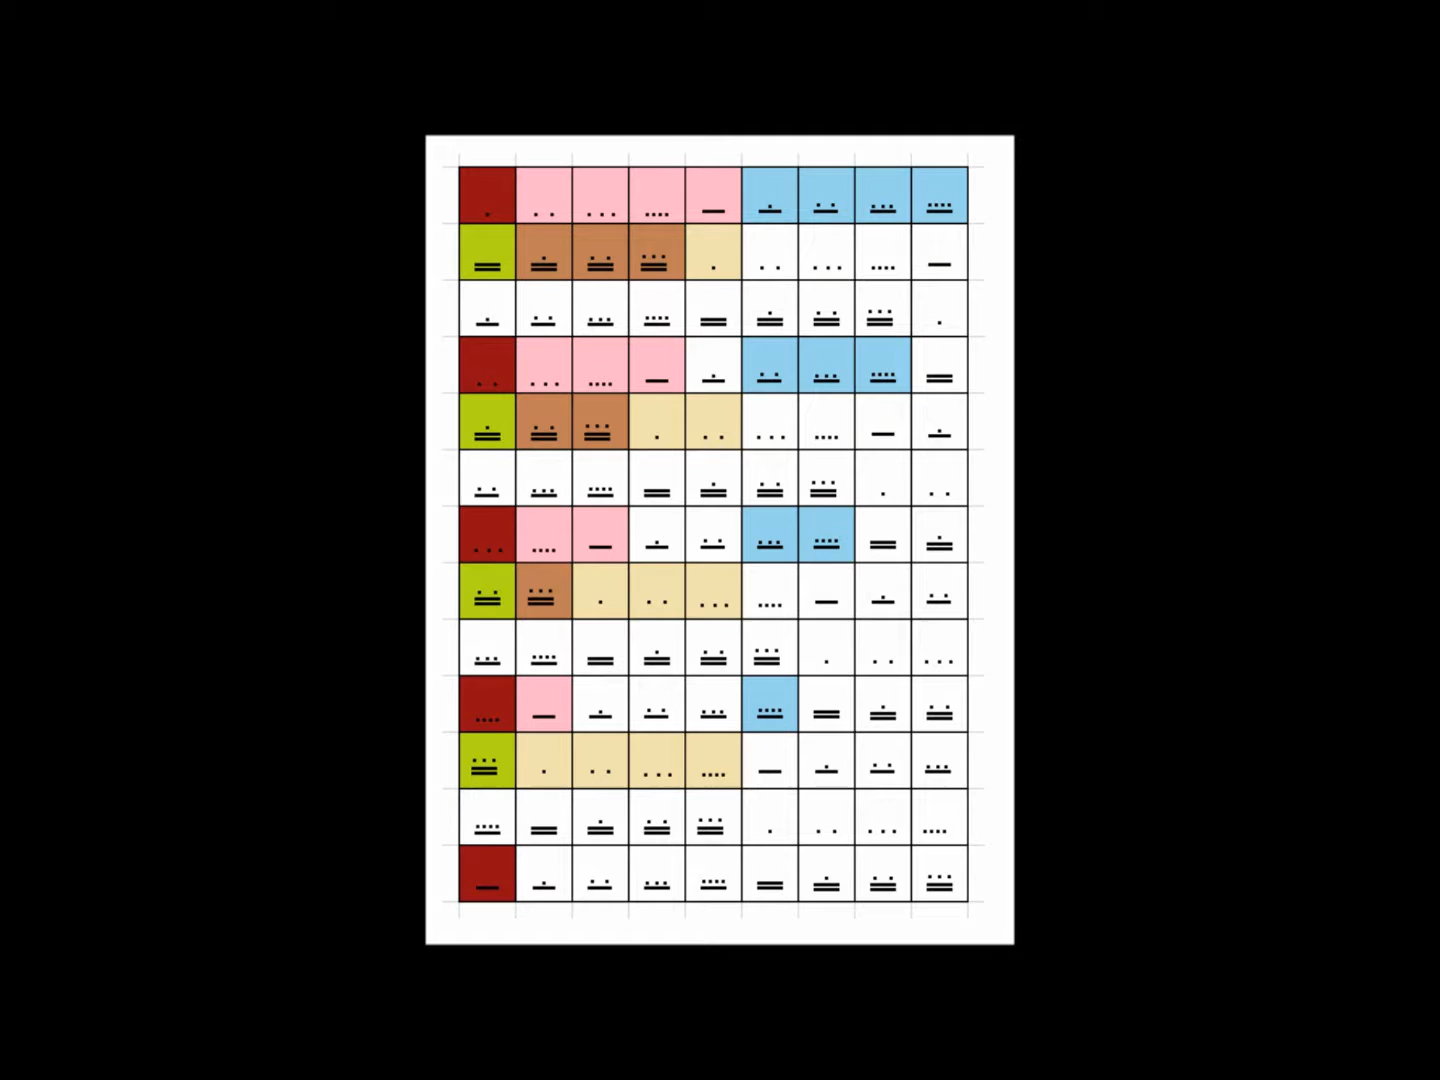 𝋡 𝋢 𝋣 𝋤 𝋥 𝋦 𝋧 𝋨 𝋩
𝋪 𝋫 𝋬 𝋭 𝋡 𝋢 𝋣 𝋤 𝋥
𝋦 𝋧 𝋨 𝋩 𝋪 𝋫 𝋬 𝋭 𝋡
𝋢 𝋣 𝋤 𝋥 𝋦 𝋧 𝋨 𝋩 𝋪
𝋫 𝋬 𝋭 𝋡 𝋢 𝋣 𝋤 𝋥 𝋦
𝋧 𝋨 𝋩 𝋪 𝋫 𝋬 𝋭 𝋡 𝋢
𝋣 𝋤 𝋥 𝋦 𝋧 𝋨 𝋩 𝋪 𝋫
𝋬 𝋭 𝋡 𝋢 𝋣 𝋤 𝋥 𝋦 𝋧
𝋨 𝋩 𝋪 𝋫 𝋬 𝋭 𝋡 𝋢 𝋣
𝋤 𝋥 𝋦 𝋧 𝋨 𝋩 𝋪 𝋫 𝋬
𝋭 𝋡 𝋢 𝋣 𝋤 𝋥 𝋦 𝋧 𝋨
𝋩 𝋪 𝋫 𝋬 𝋭 𝋡 𝋢 𝋣 𝋤
𝋥 𝋦 𝋧 𝋨 𝋩 𝋪 𝋫 𝋬 𝋭